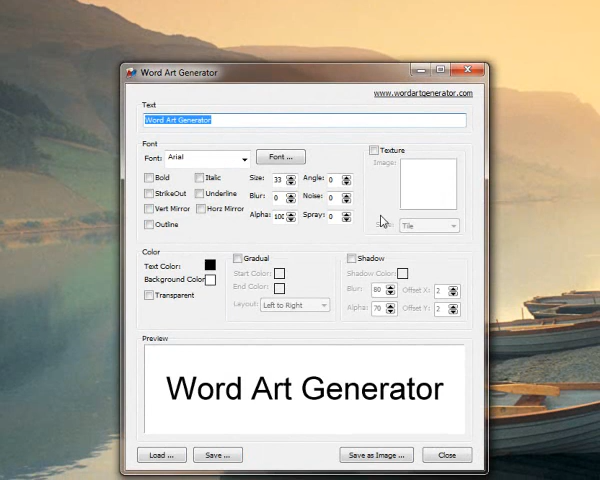 Word Art Generator
www.wordartgenerator.com
Text
Word Art Generator
Font
Font: Arial Font ...
Bold Italic
StrikeOut Underline
Vert Mirror Horz Mirror
Outline
Size: 33 Angle: 0
Blur: 0 Noise: 0
Alpha: 100 Spray: 0
Texture
Image:
Tile
Color
Text Color:
Background Color:
Transparent
Gradual
Start Color:
End Color:
Layout: Left to Right
Shadow
Shadow Color:
Blur: 80 Offset X: 2
Alpha: 70 Offset Y: 2
Preview
Word Art Generator
Load ... Save ... Save as Image ... Close